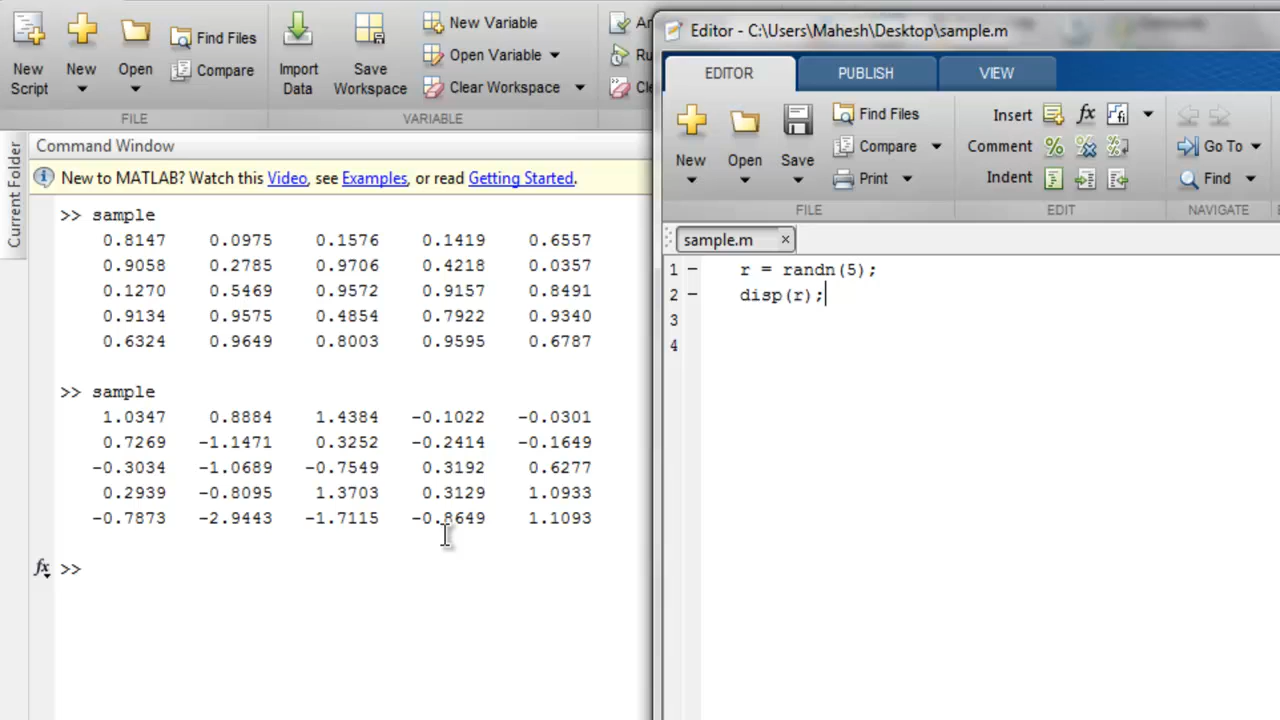 New Script
New
Open
Find Files
Compare
Import Data
Save Workspace
New Variable
Open Variable
Clear Workspace
FILE
VARIABLE
Current Folder
Command Window
New to MATLAB? Watch this Video, see Examples, or read Getting Started.
>> sample
0.8147 0.0975 0.1576 0.1419 0.6557
0.9058 0.2785 0.9706 0.4218 0.0357
0.1270 0.5469 0.9572 0.9157 0.8491
0.9134 0.9575 0.4854 0.7922 0.9340
0.6324 0.9649 0.8003 0.9595 0.6787
>> sample
1.0347 0.8884 1.4384 -0.1022 -0.0301
0.7269 -1.1471 0.3252 -0.2414 -0.1649
-0.3034 -1.0689 -0.7549 0.3192 0.6277
0.2939 -0.8095 1.3703 0.3129 1.0933
-0.7873 -2.9443 -1.7115 -0.8649 1.1093
fx >>
Editor - C:\Users\Mahesh\Desktop\sample.m
EDITOR PUBLISH VIEW
New
Open
Save
Find Files
Compare
Print
Insert fx fi
Comment
Indent
Go To
Find
FILE EDIT NAVIGATE
sample.m ×
1 – r = randn(5);
2 – disp(r);
3
4